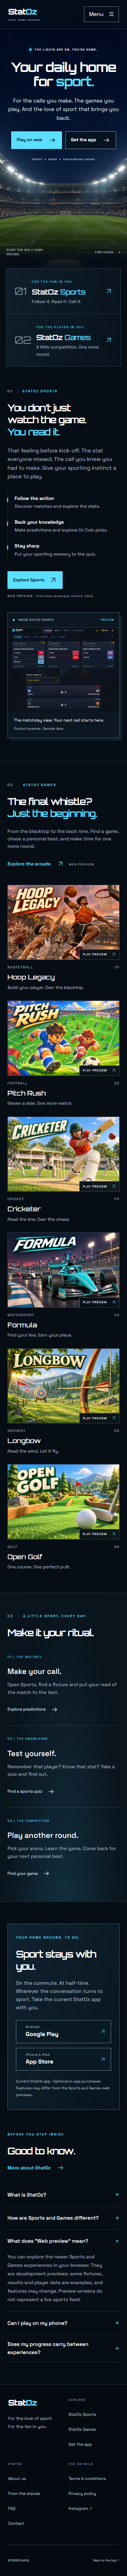 StatOz
YOUR HOME GROUND
Menu
THE LIGHTS ARE ON. YOU'RE HOME.
Your daily home
for sport.
For the calls you make. The games you
play. And the one shot that brings you
back.
Play on web
Get the app
SPORTS
GAMES
FIND YOURS
01
FOR THE FAN IN YOU
StatOz Sports
Follow it. Read it. Call it.
02
FOR THE PLAYER IN YOU
StatOz Games
A little competition. One more
round.
01
STATOZ SPORTS
You don't just
watch the game.
You read it.
That feeling before kick-off. The stat
everyone missed. The call you knew you
had to make. Give your sporting instinct a
place to play.
Follow the action
Discover matches and explore the stats.
Back your knowledge
Make predictions and explore Oz Coin picks.
Stay sharp
Put your sporting memory to the quiz.
Explore Sports
WEB PREVIEW · Includes example match data
INSIDE STATOZ SPORTS
PREVIEW
The matchday view. Your next call starts here.
Product preview · Sample data
02
STATOZ GAMES
The final whistle?
Just the beginning.
From the blacktop to the back nine. Find a game,
chase a personal best, and make time for one
more round.
Explore the arcade
WEB PREVIEW
HOOP LEGACY
PLAY PREVIEW
BASKETBALL
01
Hoop Legacy
Build your player. Own the blacktop.
PITCH RUSH
PLAY PREVIEW
FOOTBALL
02
Pitch Rush
Eleven a side. One more match.
CRICKETER
PLAY PREVIEW
CRICKET
03
Cricketer
Read the line. Own the chase.
FORMULA
PLAY PREVIEW
MOTORSPORT
04
Formula
Find your line. Earn your place.
LONGBOW
PLAY PREVIEW
ARCHERY
05
Longbow
Read the wind. Let it fly.
OPEN GOLF
PLAY PREVIEW
GOLF
06
Open Golf
One course. One perfect putt.
03
A LITTLE SPORT, EVERY DAY.
Make it your ritual.
01 / THE INSTINCT
Make your call.
Open Sports, find a fixture and put your read of
the match to the test.
Explore predictions
02 / THE KNOWLEDGE
Test yourself.
Remember that player? Know that stat? Take a
quiz and find out.
Find a sports quiz
03 / THE COMPETITOR
Play another round.
Pick your arena. Learn the game. Come back for
your next personal best.
Find your game
YOUR HOME GROUND. TO GO.
Sport stays with
you.
On the commute. At half-time.
Wherever the conversation turns to
sport. Take the current StatOz app
with you.
Android
Google Play
iPhone & iPad
App Store
Current StatOz app · Optional in-app purchases
Features may differ from the Sports and Games web
previews.
BEFORE YOU STEP INSIDE
Good to know.
More about StatOz
What is StatOz?
How are Sports and Games different?
What does "Web preview" mean?
You can explore the newer Sports and
Games experiences in your browser. They
are development previews: some fixtures,
results and player data are examples, and
features may change. Preview scores do
not represent a live sports feed.
Can I play on my phone?
Does my progress carry between
experiences?
StatOz
For the love of sport.
For the fan in you.
EXPLORE
StatOz Sports
StatOz Games
Get the app
STATOZ
About us
From the stands
FAQ
Contact
THE DETAILS
Terms & conditions
Privacy policy
Instagram ↗
© 2026 StatOz
Back to the top ↑